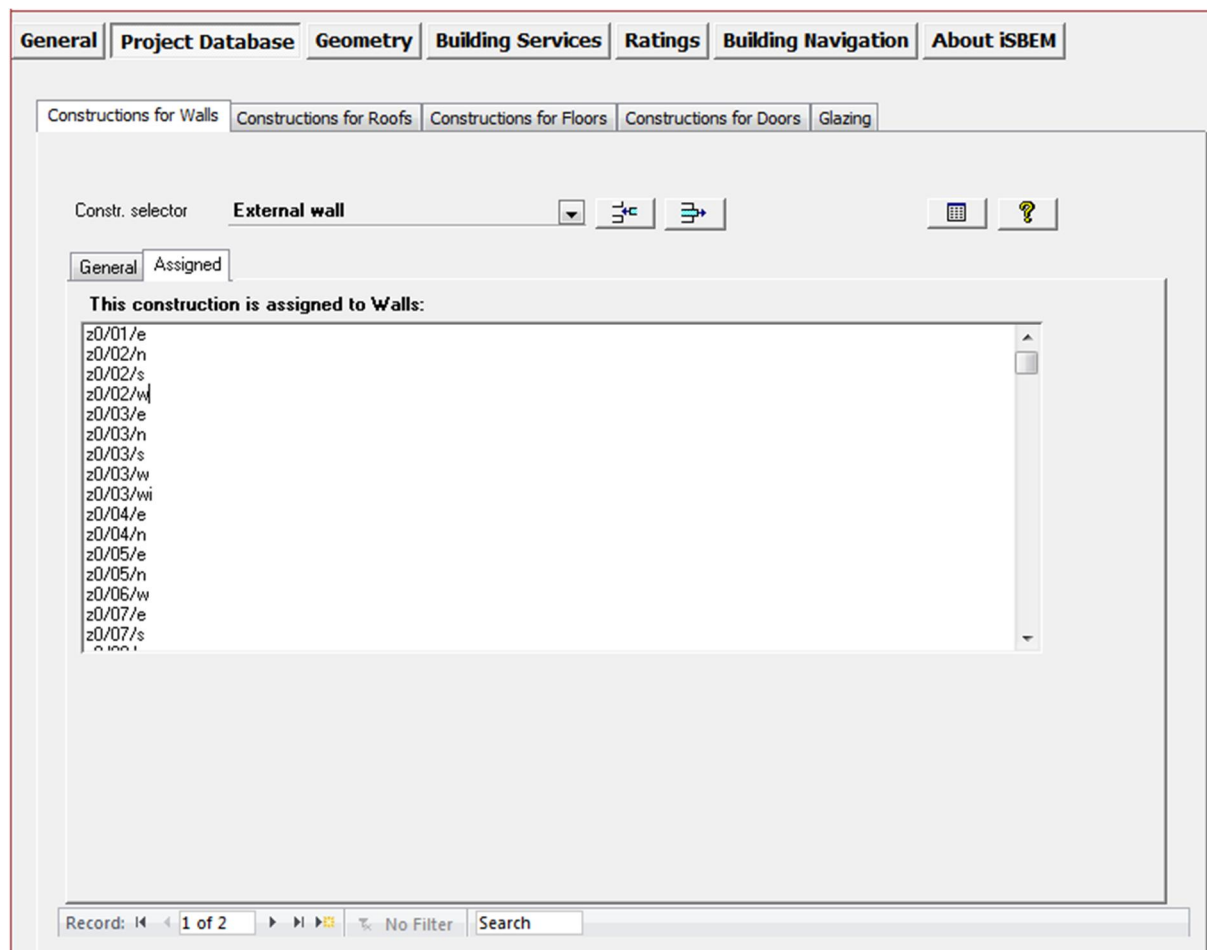 General Project Database Geometry Building Services Ratings Building Navigation About iSBEM
Constructions for Walls Constructions for Roofs Constructions for Floors Constructions for Doors Glazing
Constr. selector External wall
General Assigned
This construction is assigned to Walls:
z0/01/e
z0/02/n
z0/02/s
z0/02/w
z0/03/e
z0/03/n
z0/03/s
z0/03/w
z0/03/wi
z0/04/e
z0/04/n
z0/05/e
z0/05/n
z0/06/w
z0/07/e
z0/07/s
Record: 1 of 2 No Filter Search